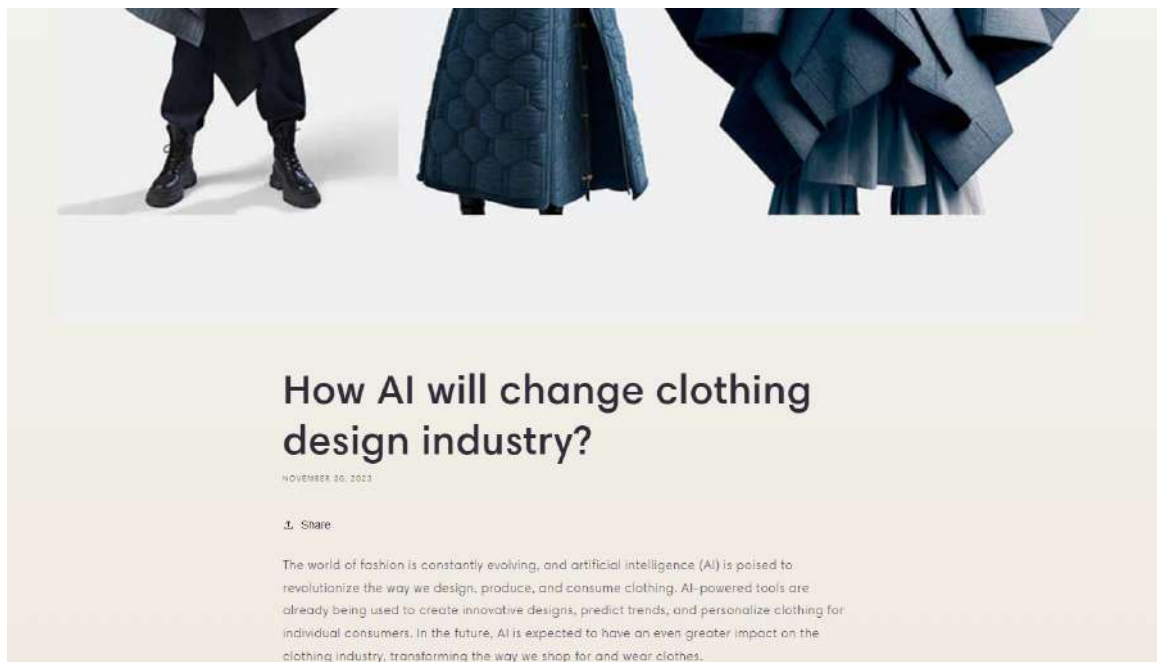 How AI will change clothing
design industry?
NOVEMBER 30, 2023
Share
The world of fashion is constantly evolving, and artificial intelligence (AI) is poised to
revolutionize the way we design, produce, and consume clothing. AI-powered tools are
already being used to create innovative designs, predict trends, and personalize clothing for
individual consumers. In the future, AI is expected to have an even greater impact on the
clothing industry, transforming the way we shop for and wear clothes.